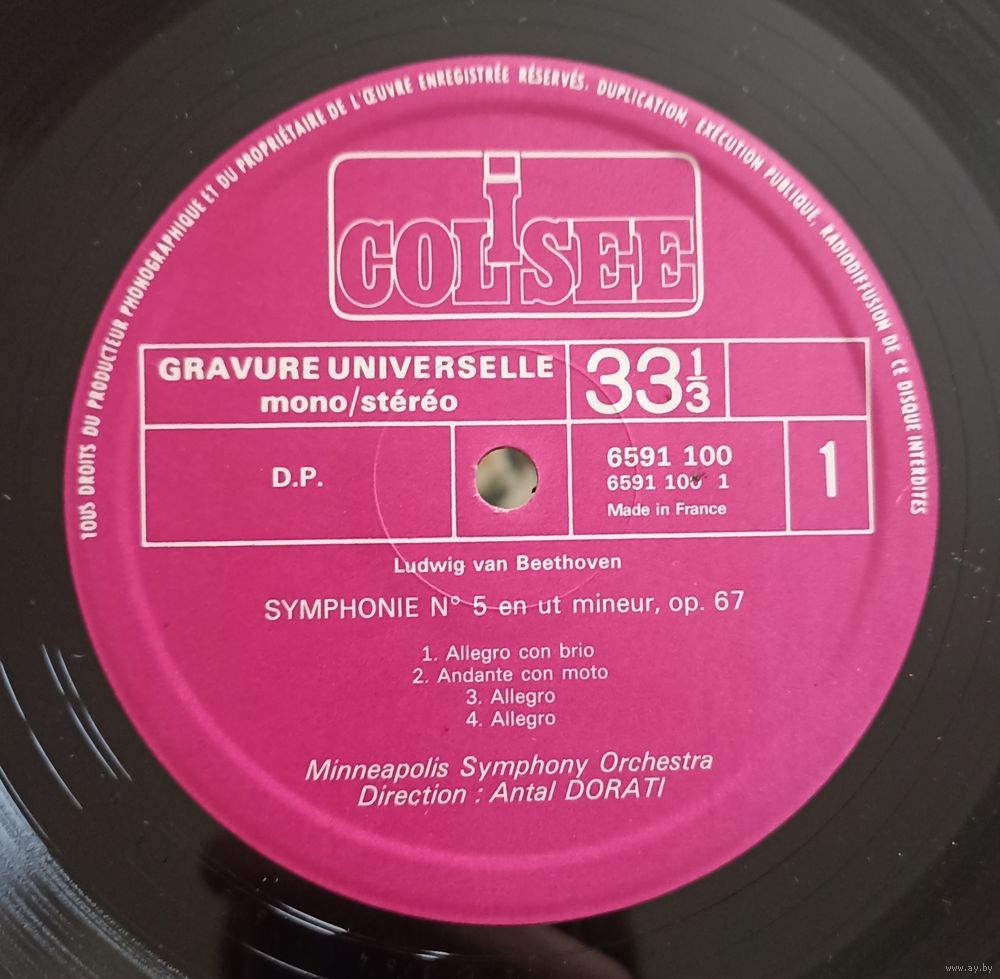 TOUS DROITS DU PRODUCTEUR PHONOGRAPHIQUE ET DU PROPRIÉTAIRE DE L'ŒUVRE ENREGISTRÉE RÉSERVÉS. DUPLICATION, EXÉCUTION PUBLIQUE, RADIODIFFUSION DE CE DISQUE INTERDITES
COLISEE
GRAVURE UNIVERSELLE
mono/stéréo
33 1/3
D.P.
6591 100
6591 100 1
Made in France
1
Ludwig van Beethoven
SYMPHONIE N° 5 en ut mineur, op. 67
1. Allegro con brio
2. Andante con moto
3. Allegro
4. Allegro
Minneapolis Symphony Orchestra
Direction : Antal DORATI
www.ay.by